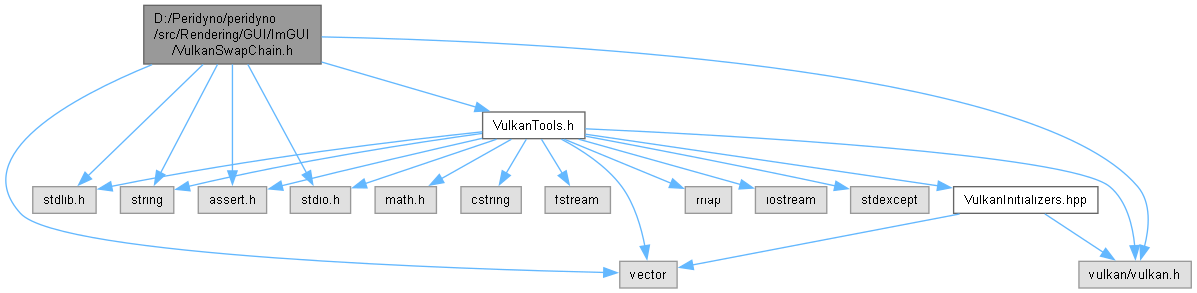 D:/Peridyno/peridyno
/src/Rendering/GUI/ImGUI
/VulkanSwapChain.h
VulkanTools.h
stdlib.h
string
assert.h
stdio.h
math.h
cstring
fstream
map
iostream
stdexcept
VulkanInitializers.hpp
vector
vulkan/vulkan.h